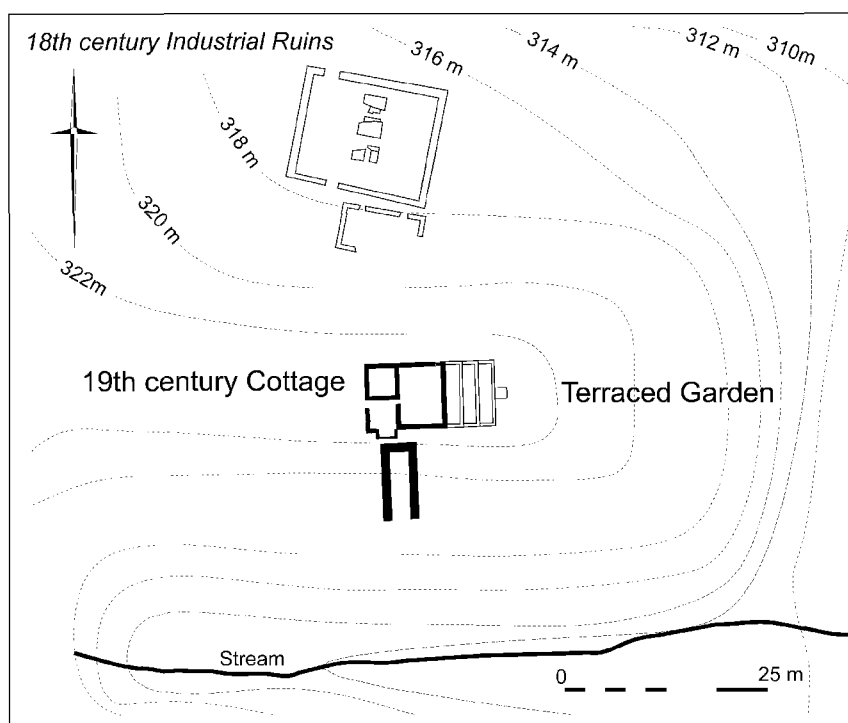 18th century Industrial Ruins
316 m
314 m
312 m
310m
318 m
320 m
322m
19th century Cottage
Terraced Garden
Stream
0
25 m